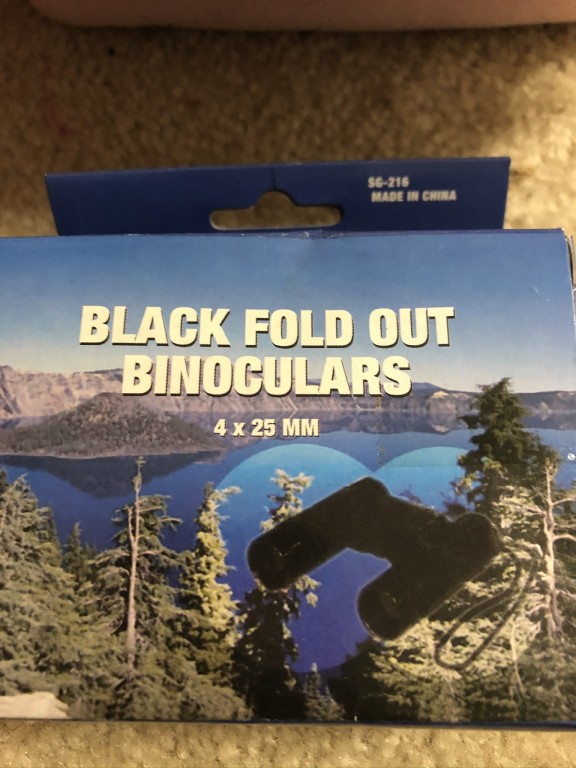 SG-216
MADE IN CHINA
BLACK FOLD OUT
BINOCULARS
4 x 25 MM